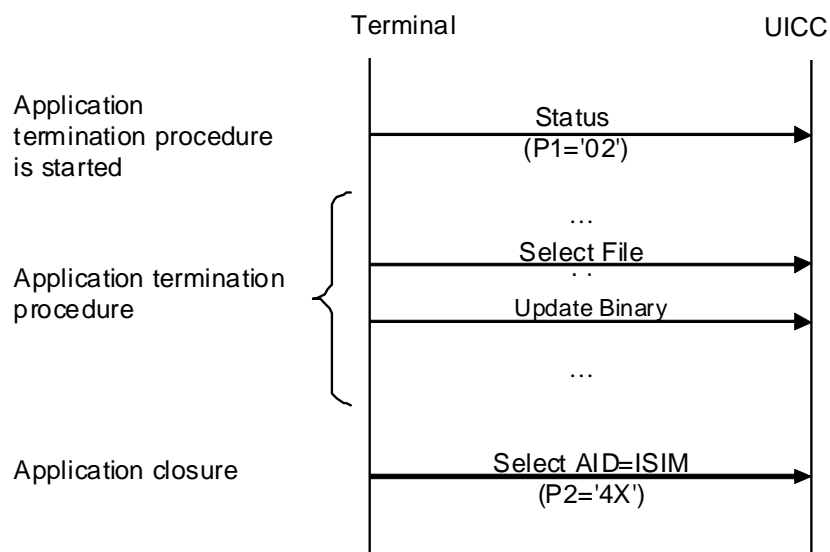 Terminal
UICC
Application
termination procedure
is started
Status
(P1='02')
...
Select File
. .
Application termination
procedure
Update Binary
...
Application closure
Select AID=ISIM
(P2='4X')